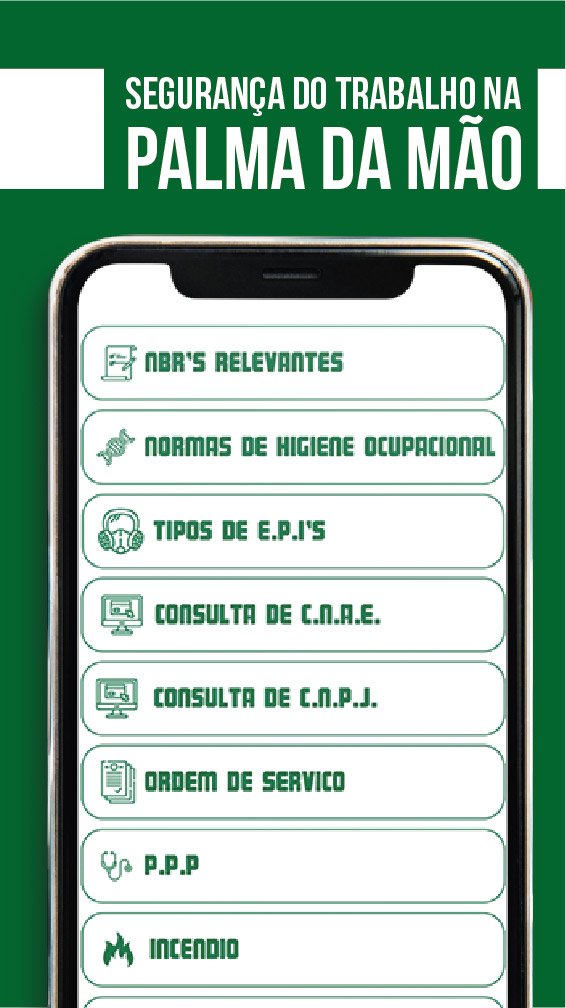 SEGURANÇA DO TRABALHO NA
PALMA DA MÃO
NBR'S RELEVANTES
NORMAS DE HIGIENE OCUPACIONAL
TIPOS DE E.P.I'S
CONSULTA DE C.N.A.E.
CONSULTA DE C.N.P.J.
ORDEM DE SERVICO
P.P.P
INCENDIO